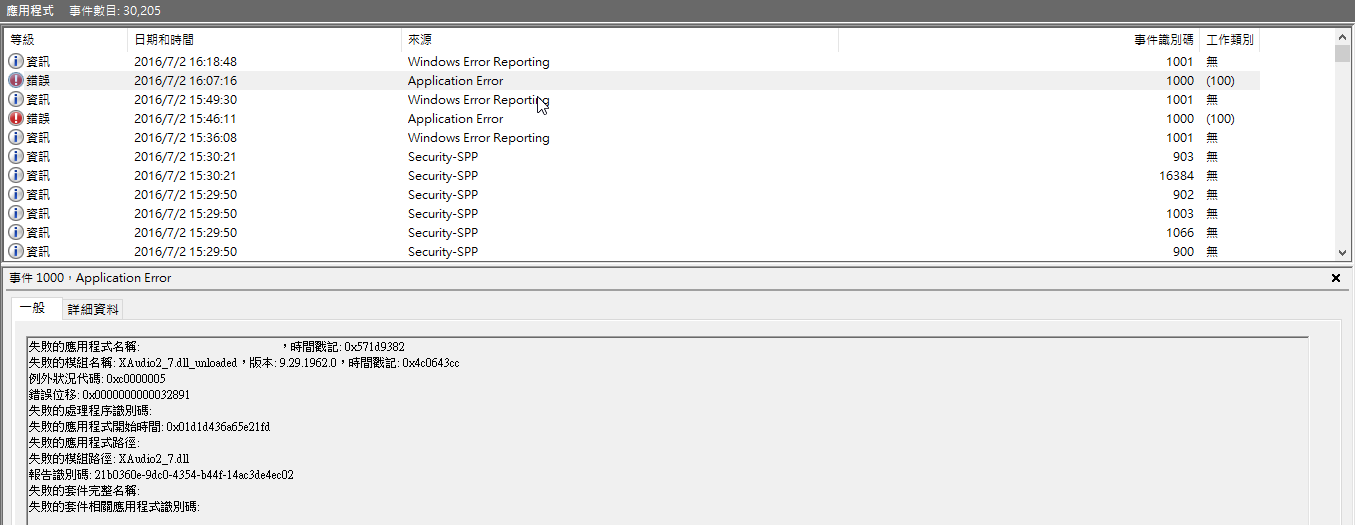 應用程式 事件數目: 30,205
等級 日期和時間 來源 事件識別碼 工作類別
資訊 2016/7/2 16:18:48 Windows Error Reporting 1001 無
錯誤 2016/7/2 16:07:16 Application Error 1000 (100)
資訊 2016/7/2 15:49:30 Windows Error Reporting 1001 無
錯誤 2016/7/2 15:46:11 Application Error 1000 (100)
資訊 2016/7/2 15:36:08 Windows Error Reporting 1001 無
資訊 2016/7/2 15:30:21 Security-SPP 903 無
資訊 2016/7/2 15:30:21 Security-SPP 16384 無
資訊 2016/7/2 15:29:50 Security-SPP 902 無
資訊 2016/7/2 15:29:50 Security-SPP 1003 無
資訊 2016/7/2 15:29:50 Security-SPP 1066 無
資訊 2016/7/2 15:29:50 Security-SPP 900 無
事件 1000，Application Error
一般 詳細資料
失敗的應用程式名稱: ，時間戳記: 0x571d9382
失敗的模組名稱: XAudio2_7.dll_unloaded，版本: 9.29.1962.0，時間戳記: 0x4c0643cc
例外狀況代碼: 0xc0000005
錯誤位移: 0x0000000000032891
失敗的處理程序識別碼:
失敗的應用程式開始時間: 0x01d1d436a65e21fd
失敗的應用程式路徑:
失敗的模組路徑: XAudio2_7.dll
報告識別碼: 21b0360e-9dc0-4354-b44f-14ac3de4ec02
失敗的套件完整名稱:
失敗的套件相關應用程式識別碼: